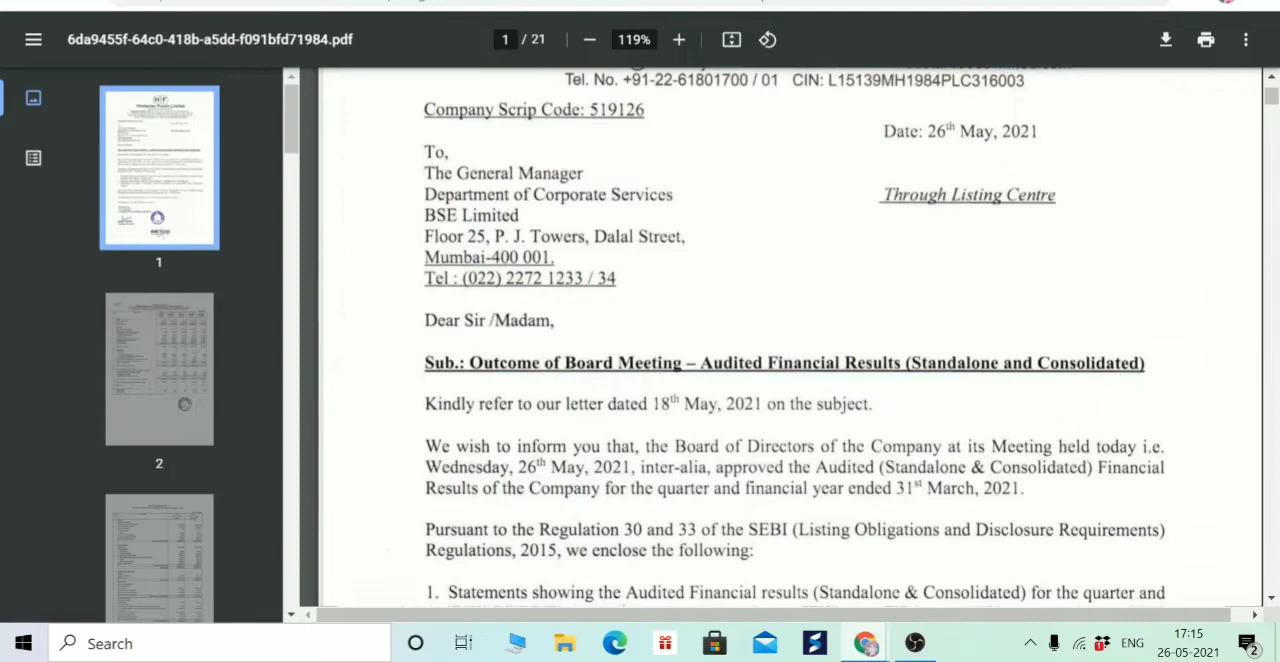 6da9455f-64c0-418b-a5dd-f091bfd71984.pdf
1 / 21
119%
Tel. No. +91-22-61801700 / 01 CIN: L15139MH1984PLC316003
Company Scrip Code: 519126
Date: 26th May, 2021
To,
The General Manager
Department of Corporate Services
Through Listing Centre
BSE Limited
Floor 25, P. J. Towers, Dalal Street,
Mumbai-400 001.
Tel : (022) 2272 1233 / 34
Dear Sir /Madam,
Sub.: Outcome of Board Meeting – Audited Financial Results (Standalone and Consolidated)
Kindly refer to our letter dated 18th May, 2021 on the subject.
We wish to inform you that, the Board of Directors of the Company at its Meeting held today i.e.
Wednesday, 26th May, 2021, inter-alia, approved the Audited (Standalone & Consolidated) Financial
Results of the Company for the quarter and financial year ended 31st March, 2021.
Pursuant to the Regulation 30 and 33 of the SEBI (Listing Obligations and Disclosure Requirements)
Regulations, 2015, we enclose the following:
1. Statements showing the Audited Financial results (Standalone & Consolidated) for the quarter and
1
2
Search
ENG
17:15
26-05-2021
2